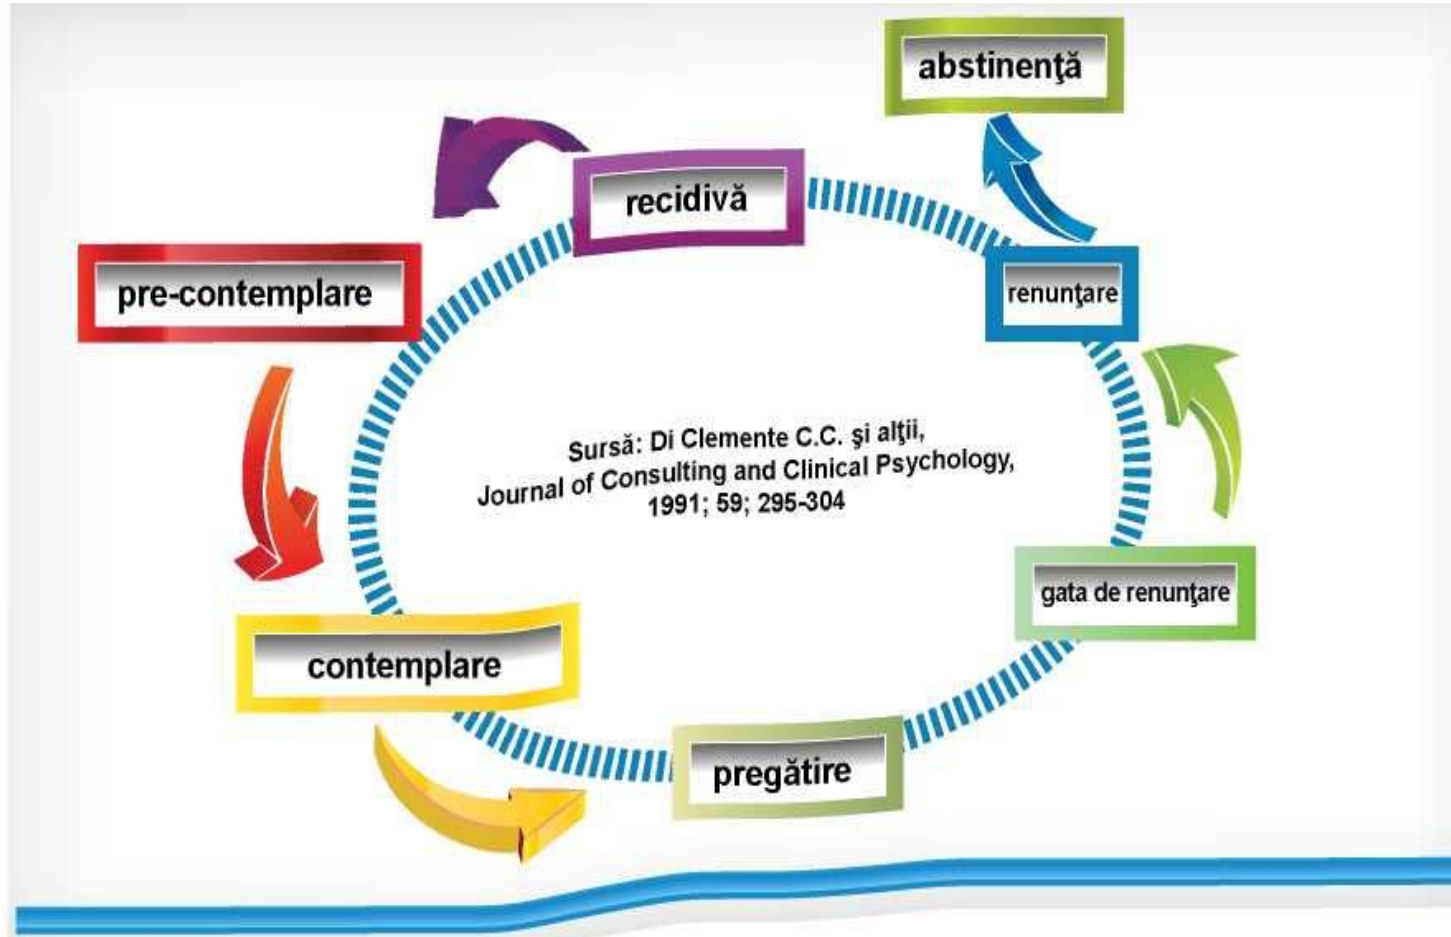 abstinenţă
recidivă
pre-contemplare
renunţare
Sursă: Di Clemente C.C. şi alţii,
Journal of Consulting and Clinical Psychology,
1991; 59; 295-304
gata de renunţare
contemplare
pregătire